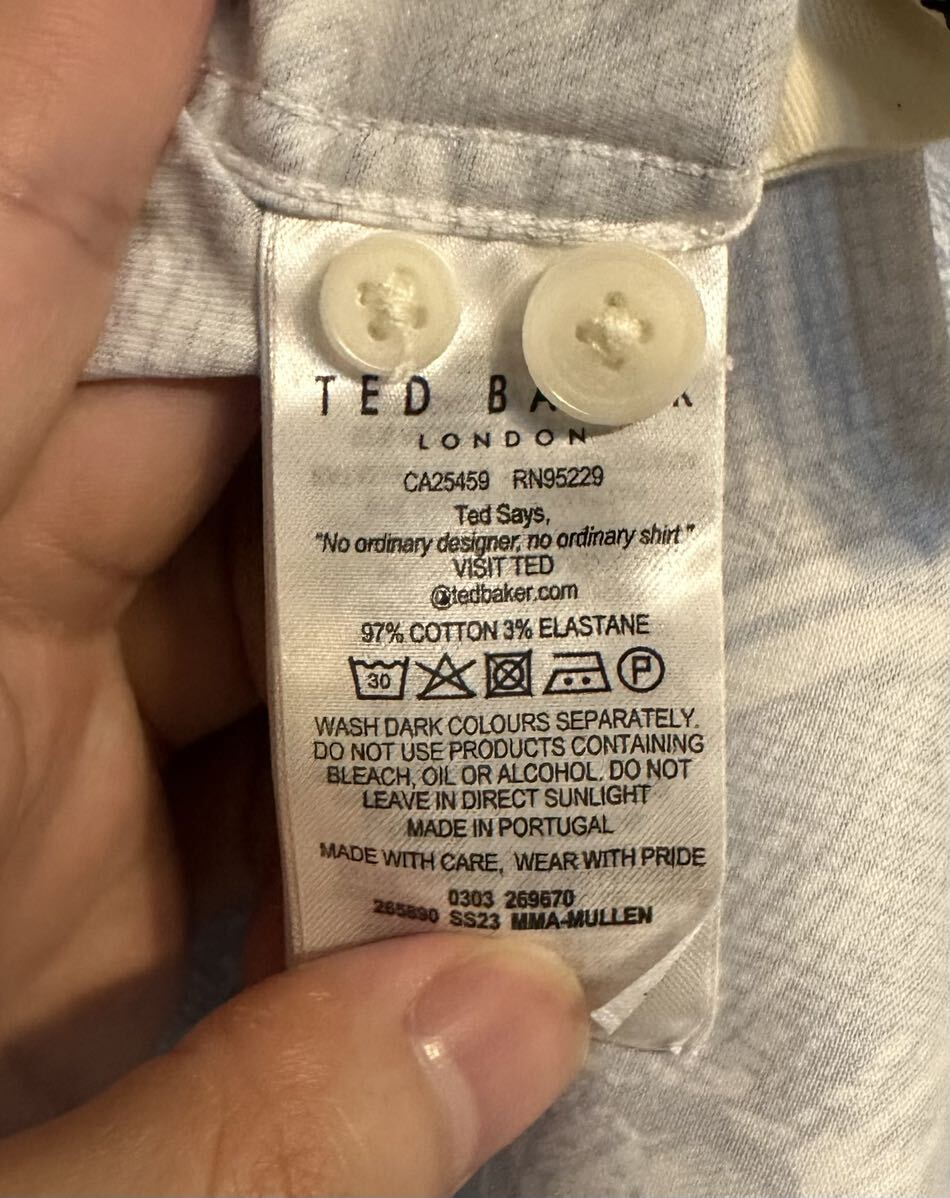 TED BAKER
LONDON
CA25459 RN95229
Ted Says,
"No ordinary designer, no ordinary shirt"
VISIT TED
@tedbaker.com
97% COTTON 3% ELASTANE
30 P
WASH DARK COLOURS SEPARATELY.
DO NOT USE PRODUCTS CONTAINING
BLEACH, OIL OR ALCOHOL. DO NOT
LEAVE IN DIRECT SUNLIGHT
MADE IN PORTUGAL
MADE WITH CARE, WEAR WITH PRIDE
0303 269670
265890 SS23 MMA-MULLEN